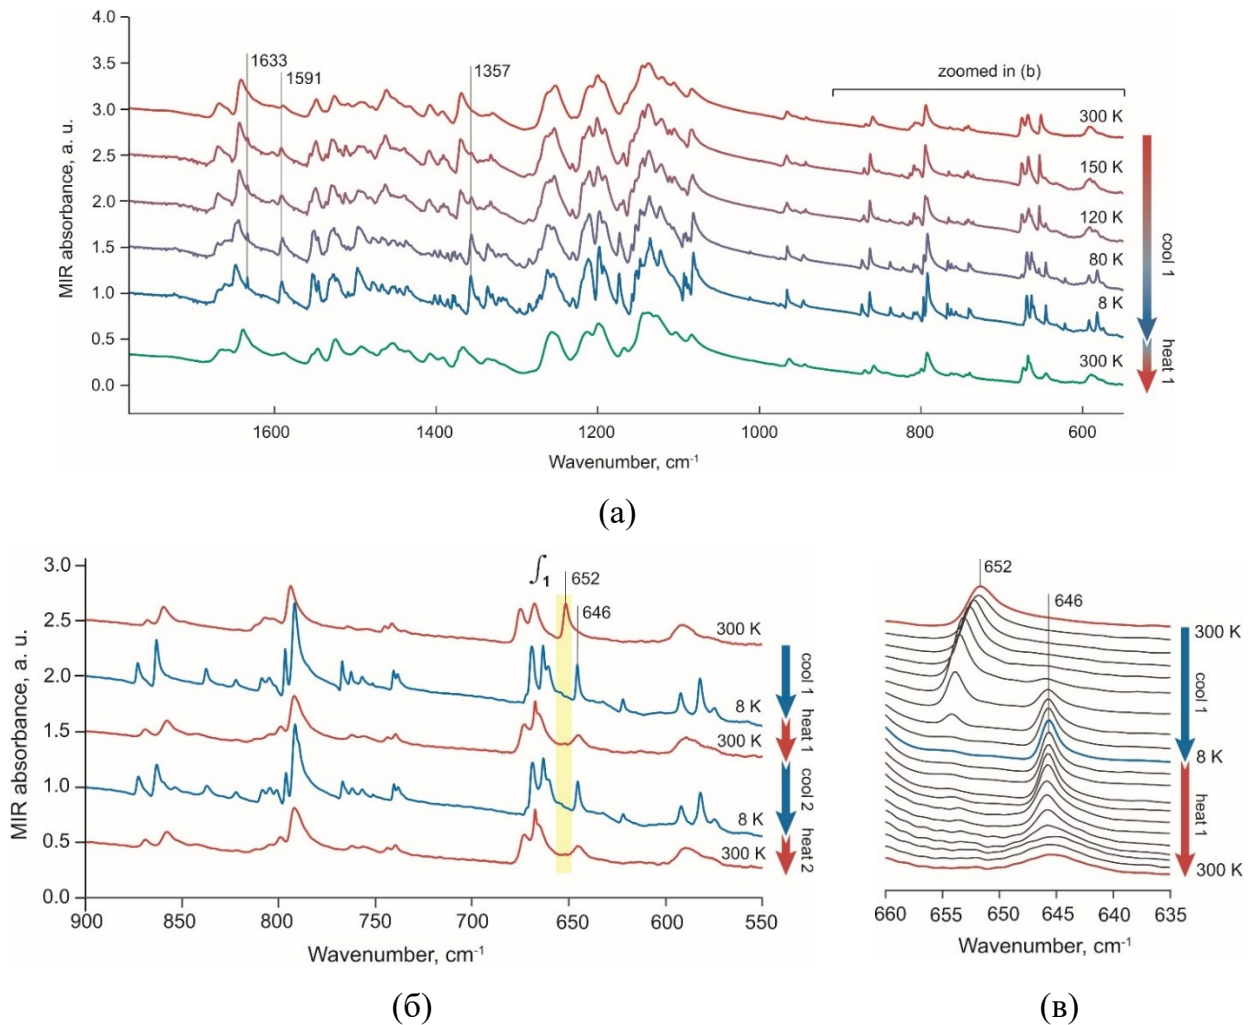 4.0
3.5
3.0
2.5
2.0
1.5
1.0
0.5
0.0
MIR absorbance, a. u.
1633
1591
1357
zoomed in (b)
300 K
150 K
120 K
80 K
8 K
300 K
cool 1
heat 1
1600 1400 1200 1000 800 600
Wavenumber, cm⁻¹
(а)
3.0
2.5
2.0
1.5
1.0
0.5
0.0
MIR absorbance, a. u.
∫₁
652
646
300 K
8 K
300 K
8 K
300 K
cool 1
heat 1
cool 2
heat 2
900 850 800 750 700 650 600 550
Wavenumber, cm⁻¹
(б)
652
646
300 K
8 K
300 K
cool 1
heat 1
660 655 650 645 640 635
Wavenumber, cm⁻¹
(в)